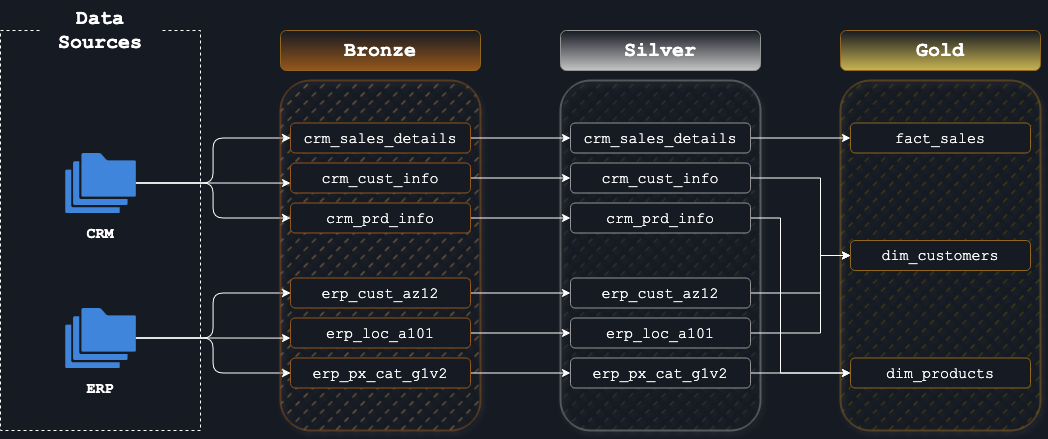 Data
Sources
Bronze
Silver
Gold
crm_sales_details
crm_sales_details
fact_sales
crm_cust_info
crm_cust_info
crm_prd_info
crm_prd_info
CRM
dim_customers
erp_cust_az12
erp_cust_az12
erp_loc_a101
erp_loc_a101
erp_px_cat_g1v2
erp_px_cat_g1v2
dim_products
ERP